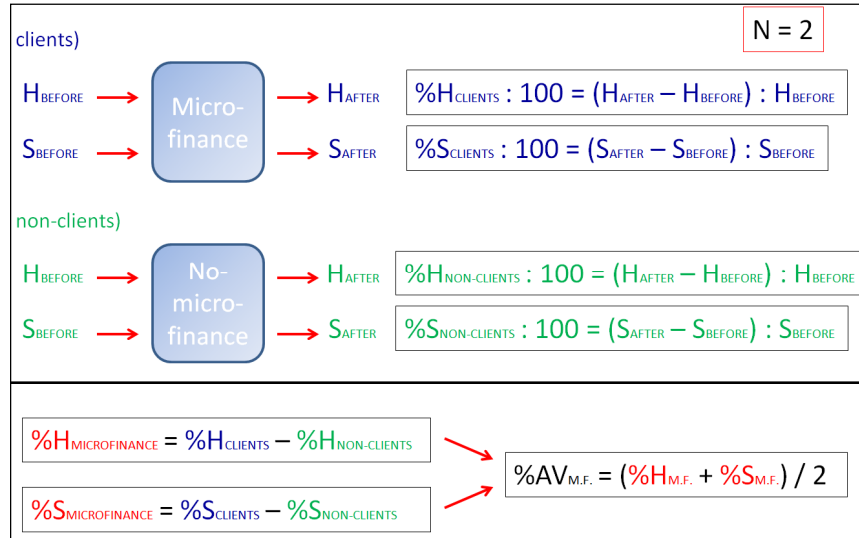 clients)
N = 2
HBEFORE
Micro-
finance
HAFTER
%HCLIENTS : 100 = (HAFTER – HBEFORE) : HBEFORE
SBEFORE
SAFTER
%SCLIENTS : 100 = (SAFTER – SBEFORE) : SBEFORE
non-clients)
HBEFORE
No-
micro-
finance
HAFTER
%HNON-CLIENTS : 100 = (HAFTER – HBEFORE) : HBEFORE
SBEFORE
SAFTER
%SNON-CLIENTS : 100 = (SAFTER – SBEFORE) : SBEFORE
%HMICROFINANCE = %HCLIENTS – %HNON-CLIENTS
%SMICROFINANCE = %SCLIENTS – %SNON-CLIENTS
%AVM.F. = (%HM.F. + %SM.F.) / 2